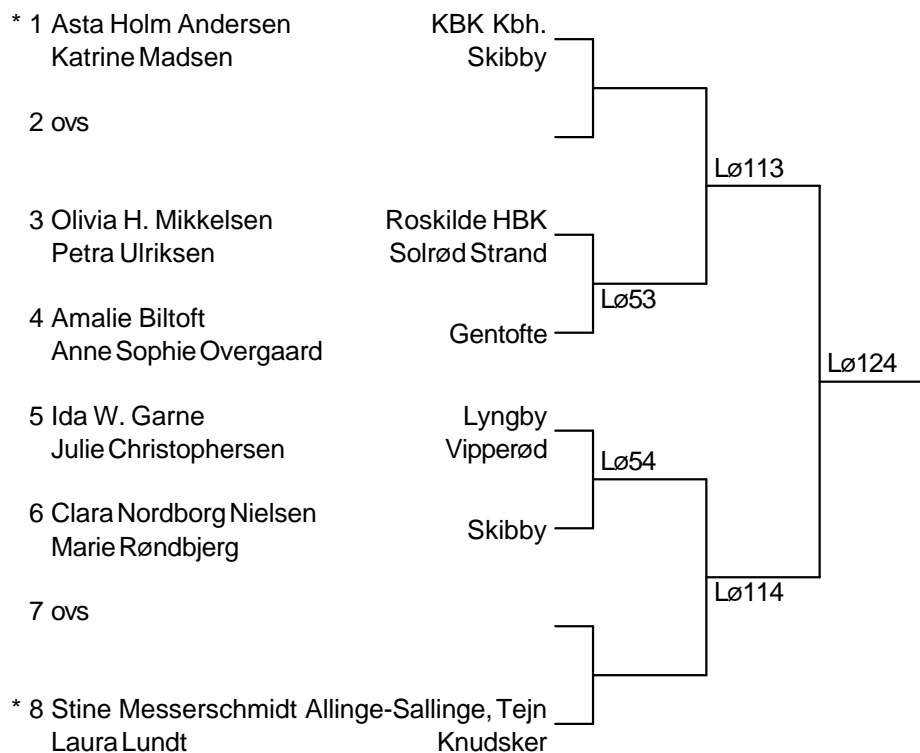 * 1 Asta Holm Andersen KBK Kbh.
Katrine Madsen Skibby
2 ovs
Lø113
3 Olivia H. Mikkelsen Roskilde HBK
Petra Ulriksen Solrød Strand
Lø53
4 Amalie Biltoft
Gentofte
Anne Sophie Overgaard
Lø124
5 Ida W. Garne Lyngby
Julie Christophersen Vipperød
Lø54
6 Clara Nordborg Nielsen
Skibby
Marie Røndbjerg
Lø114
7 ovs
* 8 Stine Messerschmidt Allinge-Sallinge, Tejn
Laura Lundt Knudsker